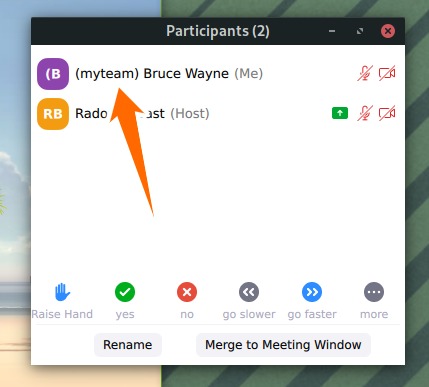 Participants (2)
(B (myteam) Bruce Wayne (Me)
RB Rado ast (Host)
Raise Hand yes no go slower go faster more
Rename Merge to Meeting Window